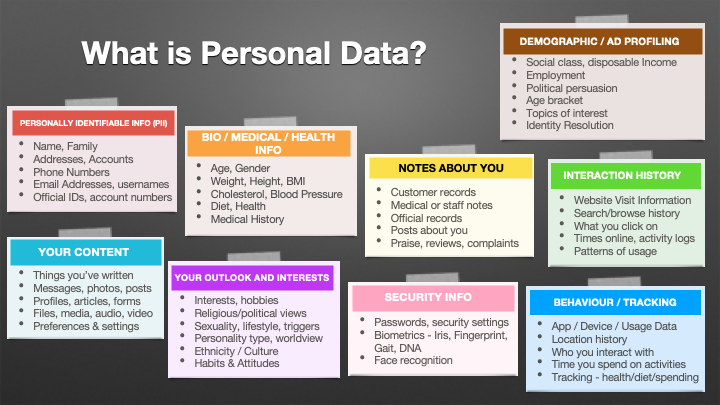 What is Personal Data?
DEMOGRAPHIC / AD PROFILING
• Social class, disposable Income
• Employment
• Political persuasion
• Age bracket
• Topics of interest
• Identity Resolution
PERSONALLY IDENTIFIABLE INFO (PII)
• Name, Family
• Addresses, Accounts
• Phone Numbers
• Email Addresses, usernames
• Official IDs, account numbers
BIO / MEDICAL / HEALTH
INFO
• Age, Gender
• Weight, Height, BMI
• Cholesterol, Blood Pressure
• Diet, Health
• Medical History
NOTES ABOUT YOU
• Customer records
• Medical or staff notes
• Official records
• Posts about you
• Praise, reviews, complaints
INTERACTION HISTORY
• Website Visit Information
• Search/browse history
• What you click on
• Times online, activity logs
• Patterns of usage
YOUR CONTENT
• Things you've written
• Messages, photos, posts
• Profiles, articles, forms
• Files, media, audio, video
• Preferences & settings
YOUR OUTLOOK AND INTERESTS
• Interests, hobbies
• Religious/political views
• Sexuality, lifestyle, triggers
• Personality type, worldview
• Ethnicity / Culture
• Habits & Attitudes
SECURITY INFO
• Passwords, security settings
• Biometrics - Iris, Fingerprint,
Gait, DNA
• Face recognition
BEHAVIOUR / TRACKING
• App / Device / Usage Data
• Location history
• Who you interact with
• Time you spend on activities
• Tracking - health/diet/spending